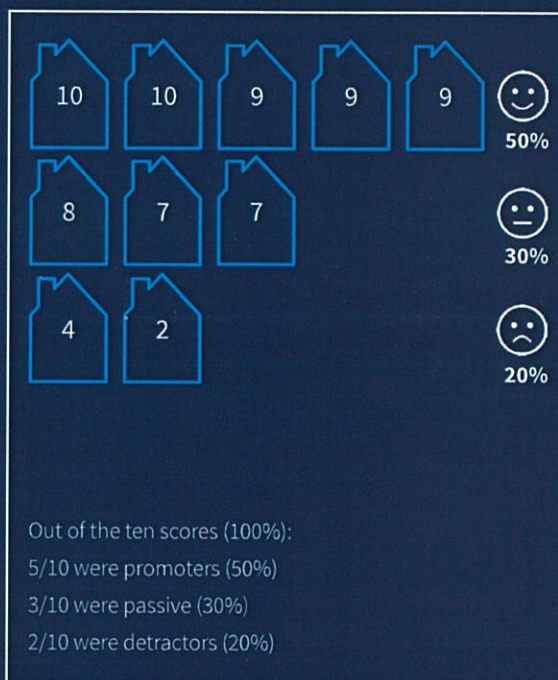 10 10 9 9 9
50%
8 7 7
30%
4 2
20%
Out of the ten scores (100%):
5/10 were promoters (50%)
3/10 were passive (30%)
2/10 were detractors (20%)